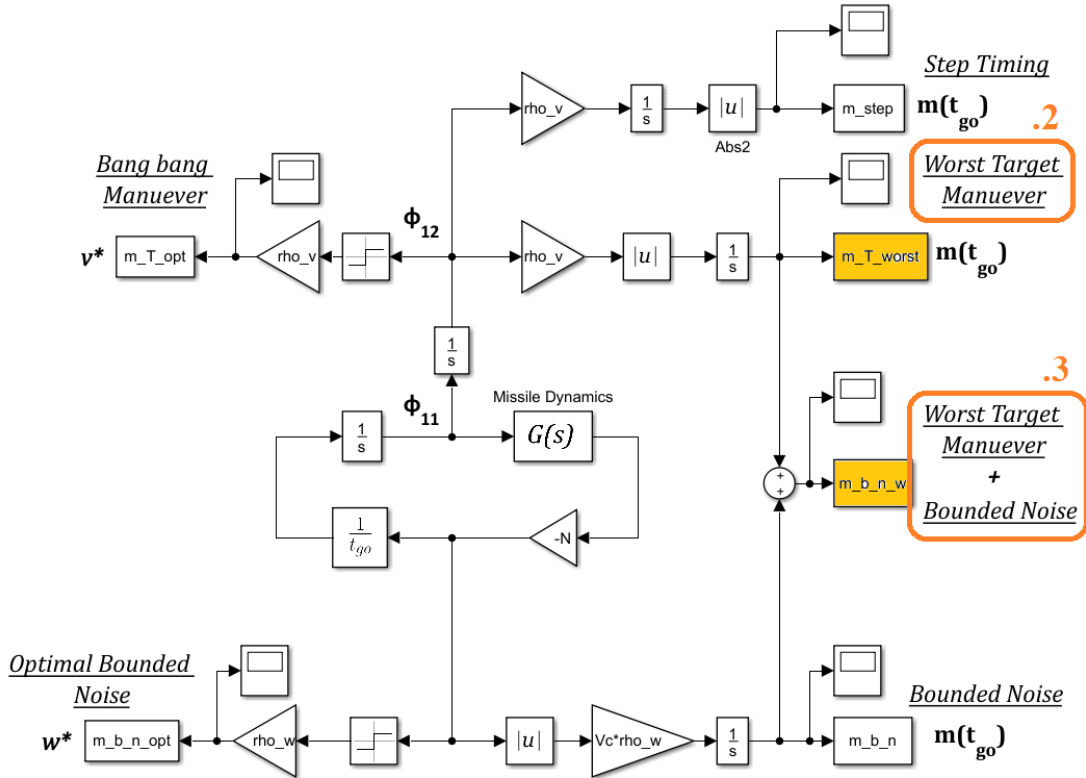 Step Timing
rho_v
1
s
|u|
m_step
m(t_go)
Abs2
.2
Bang bang
Manuever
Worst Target
Manuever
ϕ_12
v*
m_T_opt
rho_v
rho_v
|u|
1
s
m_T_worst
m(t_go)
1
s
.3
ϕ_11
Missile Dynamics
1
s
G(s)
Worst Target
Manuever
+
Bounded Noise
+
+
m_b_n_w
1
t_go
-N
Optimal Bounded
Noise
Bounded Noise
w*
m_b_n_opt
rho_w
|u|
Vc*rho_w
1
s
m_b_n
m(t_go)